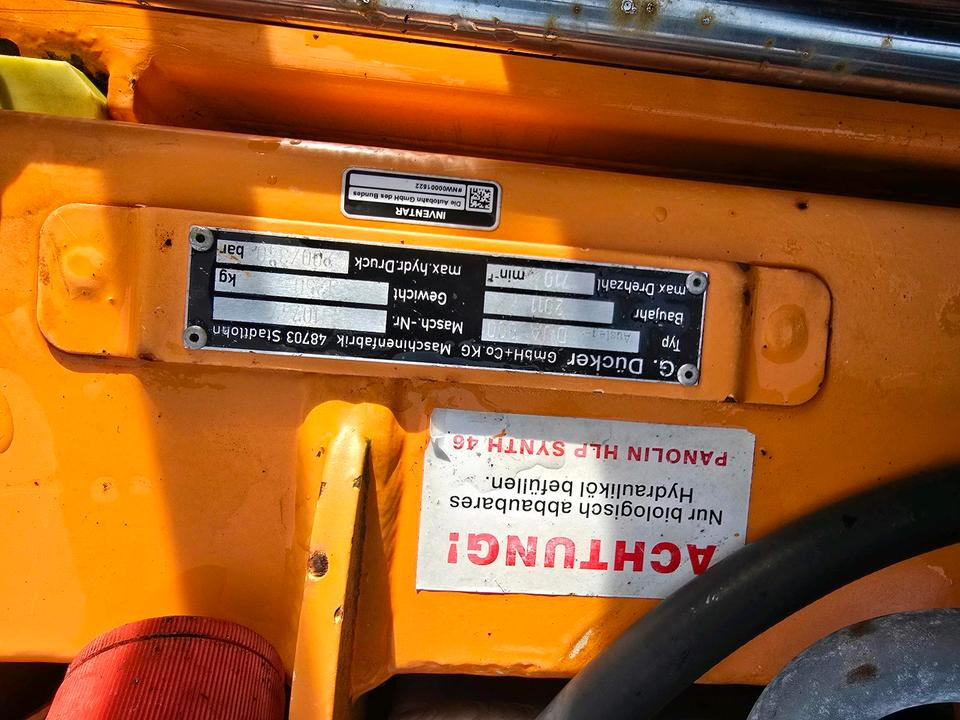 ACHTUNG!
Nur biologisch abbaubares
Hydrauliköl befüllen.
PANOLIN HLP SYNTH 46
G. Dücker GmbH+Co.KG Maschinenfabrik 48703 Stadtlohn
Typ Masch.-Nr.
Baujahr 2011 Gewicht kg
max Drehzahl 710 min⁻¹ max.hydr.Druck bar
INVENTAR
Die Autobahn GmbH des Bundes
#NW00001522